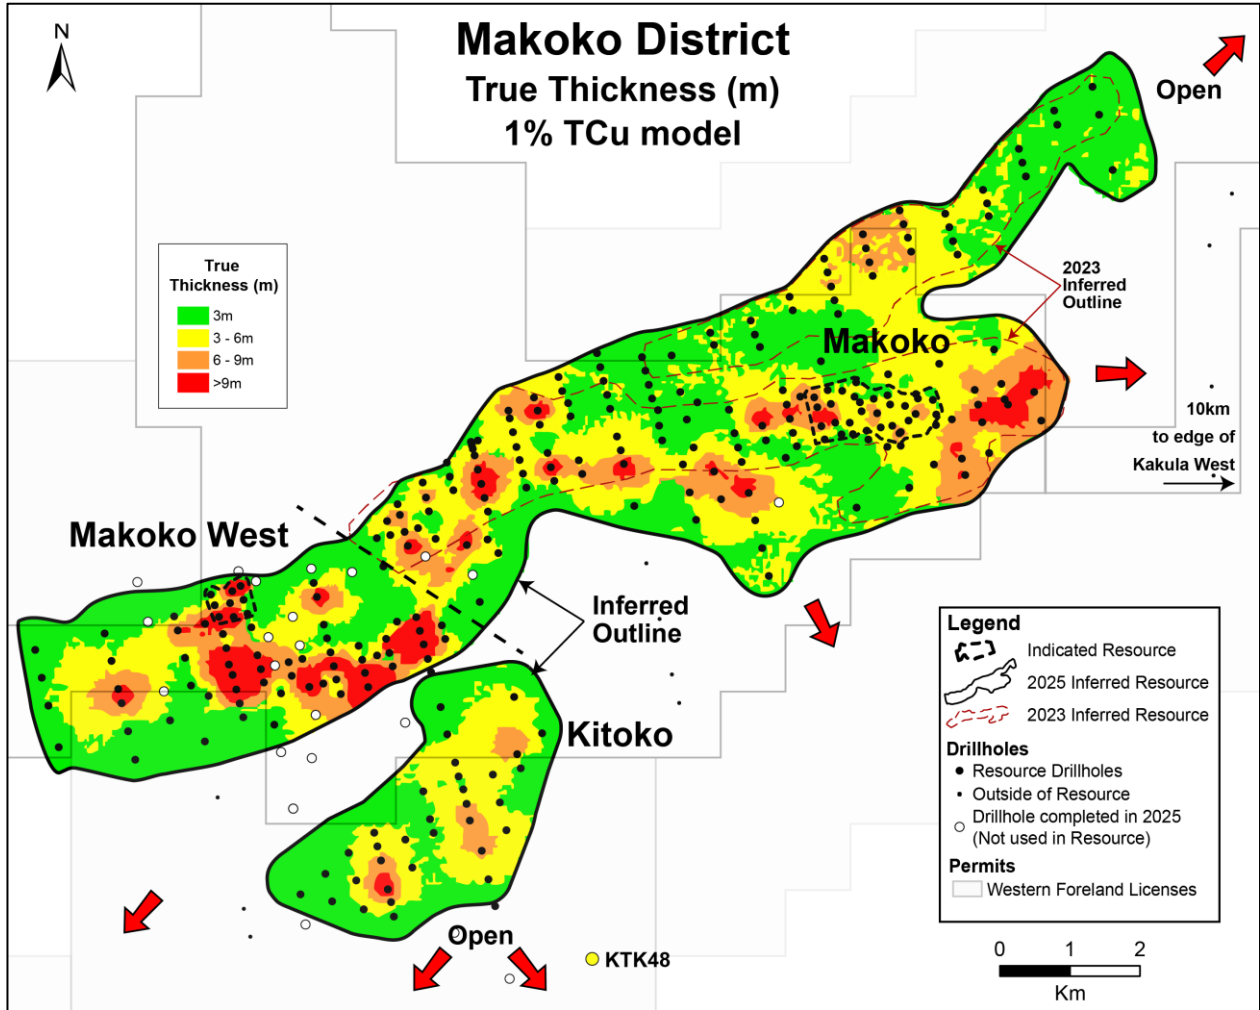 N
Makoko District
True Thickness (m)
1% TCu model
Open
True
Thickness (m)
3m
3 - 6m
6 - 9m
>9m
2023
Inferred
Outline
Makoko
10km
to edge of
Kakula West
Makoko West
Inferred
Outline
Kitoko
Open
KTK48
Legend
Indicated Resource
2025 Inferred Resource
2023 Inferred Resource
Drillholes
Resource Drillholes
Outside of Resource
Drillhole completed in 2025
(Not used in Resource)
Permits
Western Foreland Licenses
0 1 2
Km